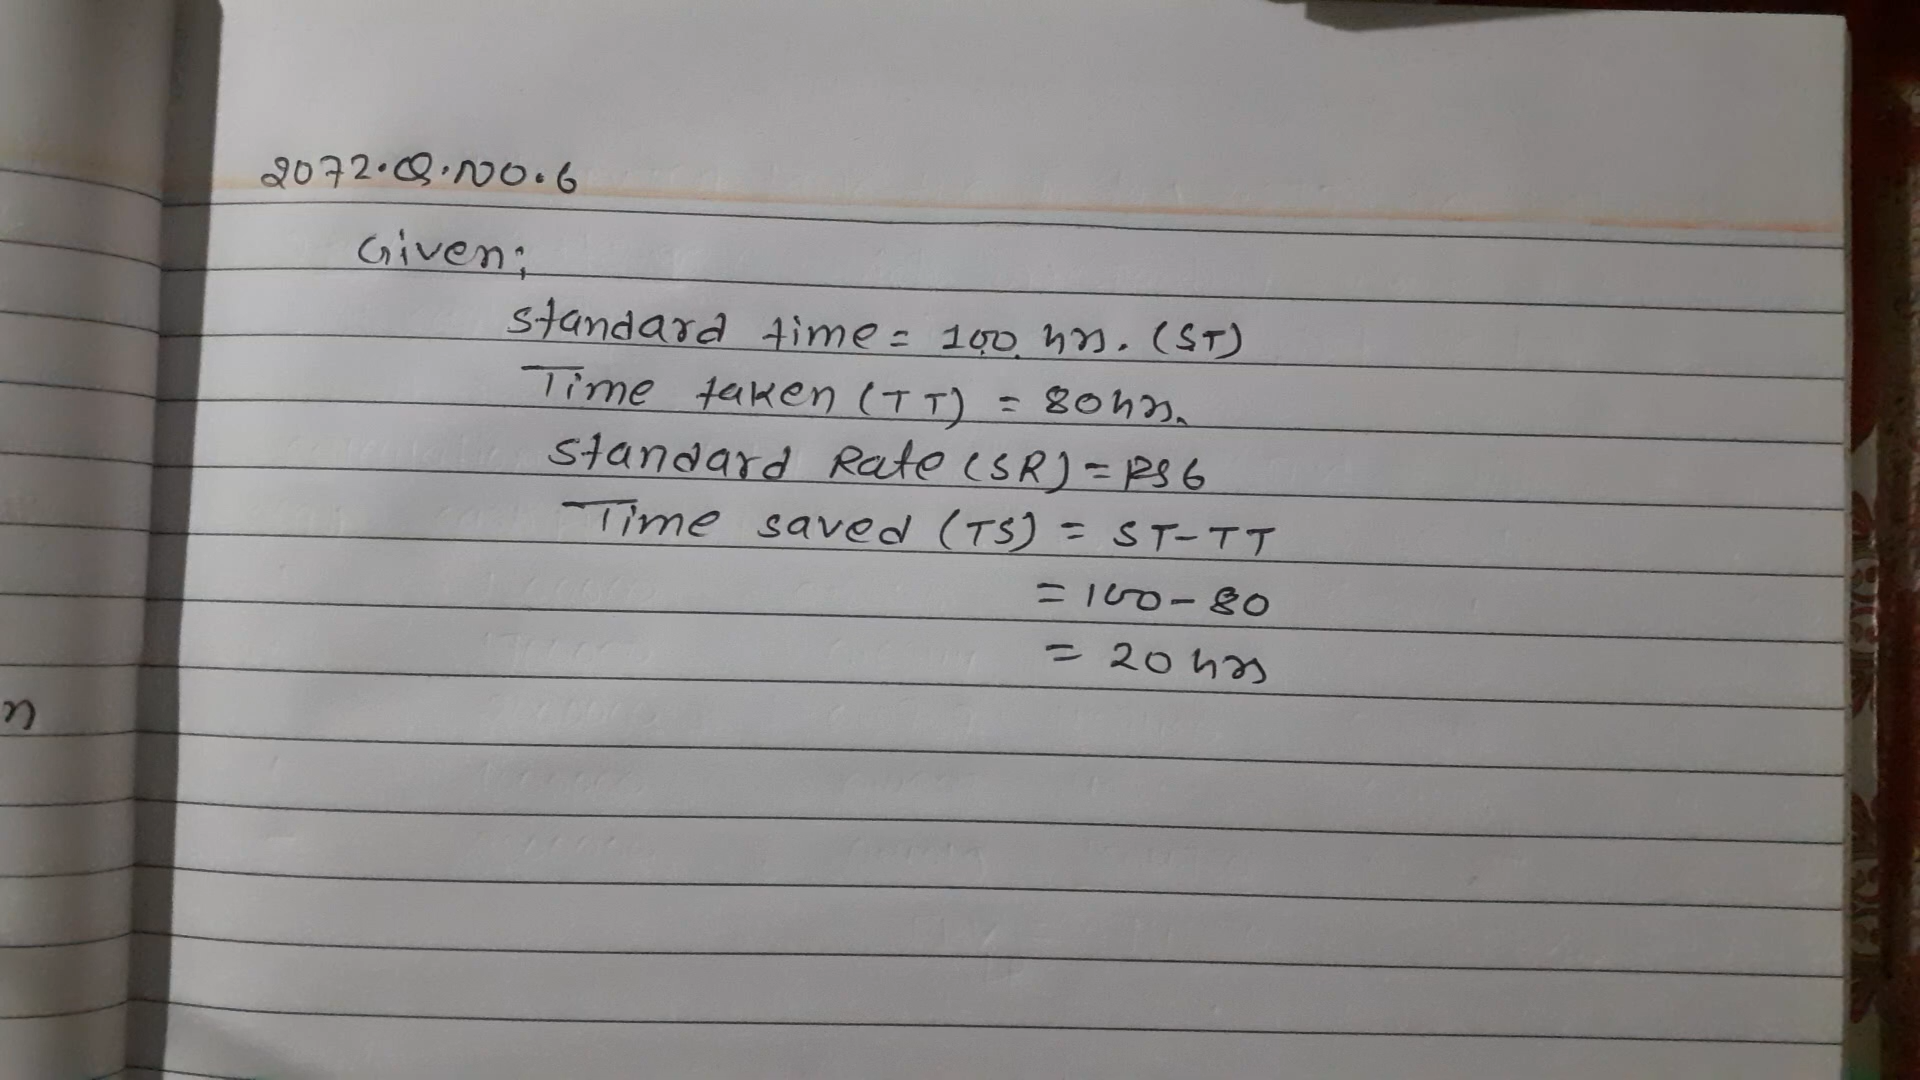 2072.Q.NO.6
Given;
Standard time = 100 hrs. (ST)
Time taken (TT) = 80 hrs.
Standard Rate (SR) = RS 6
Time saved (TS) = ST-TT
= 100-80
= 20 hrs
n